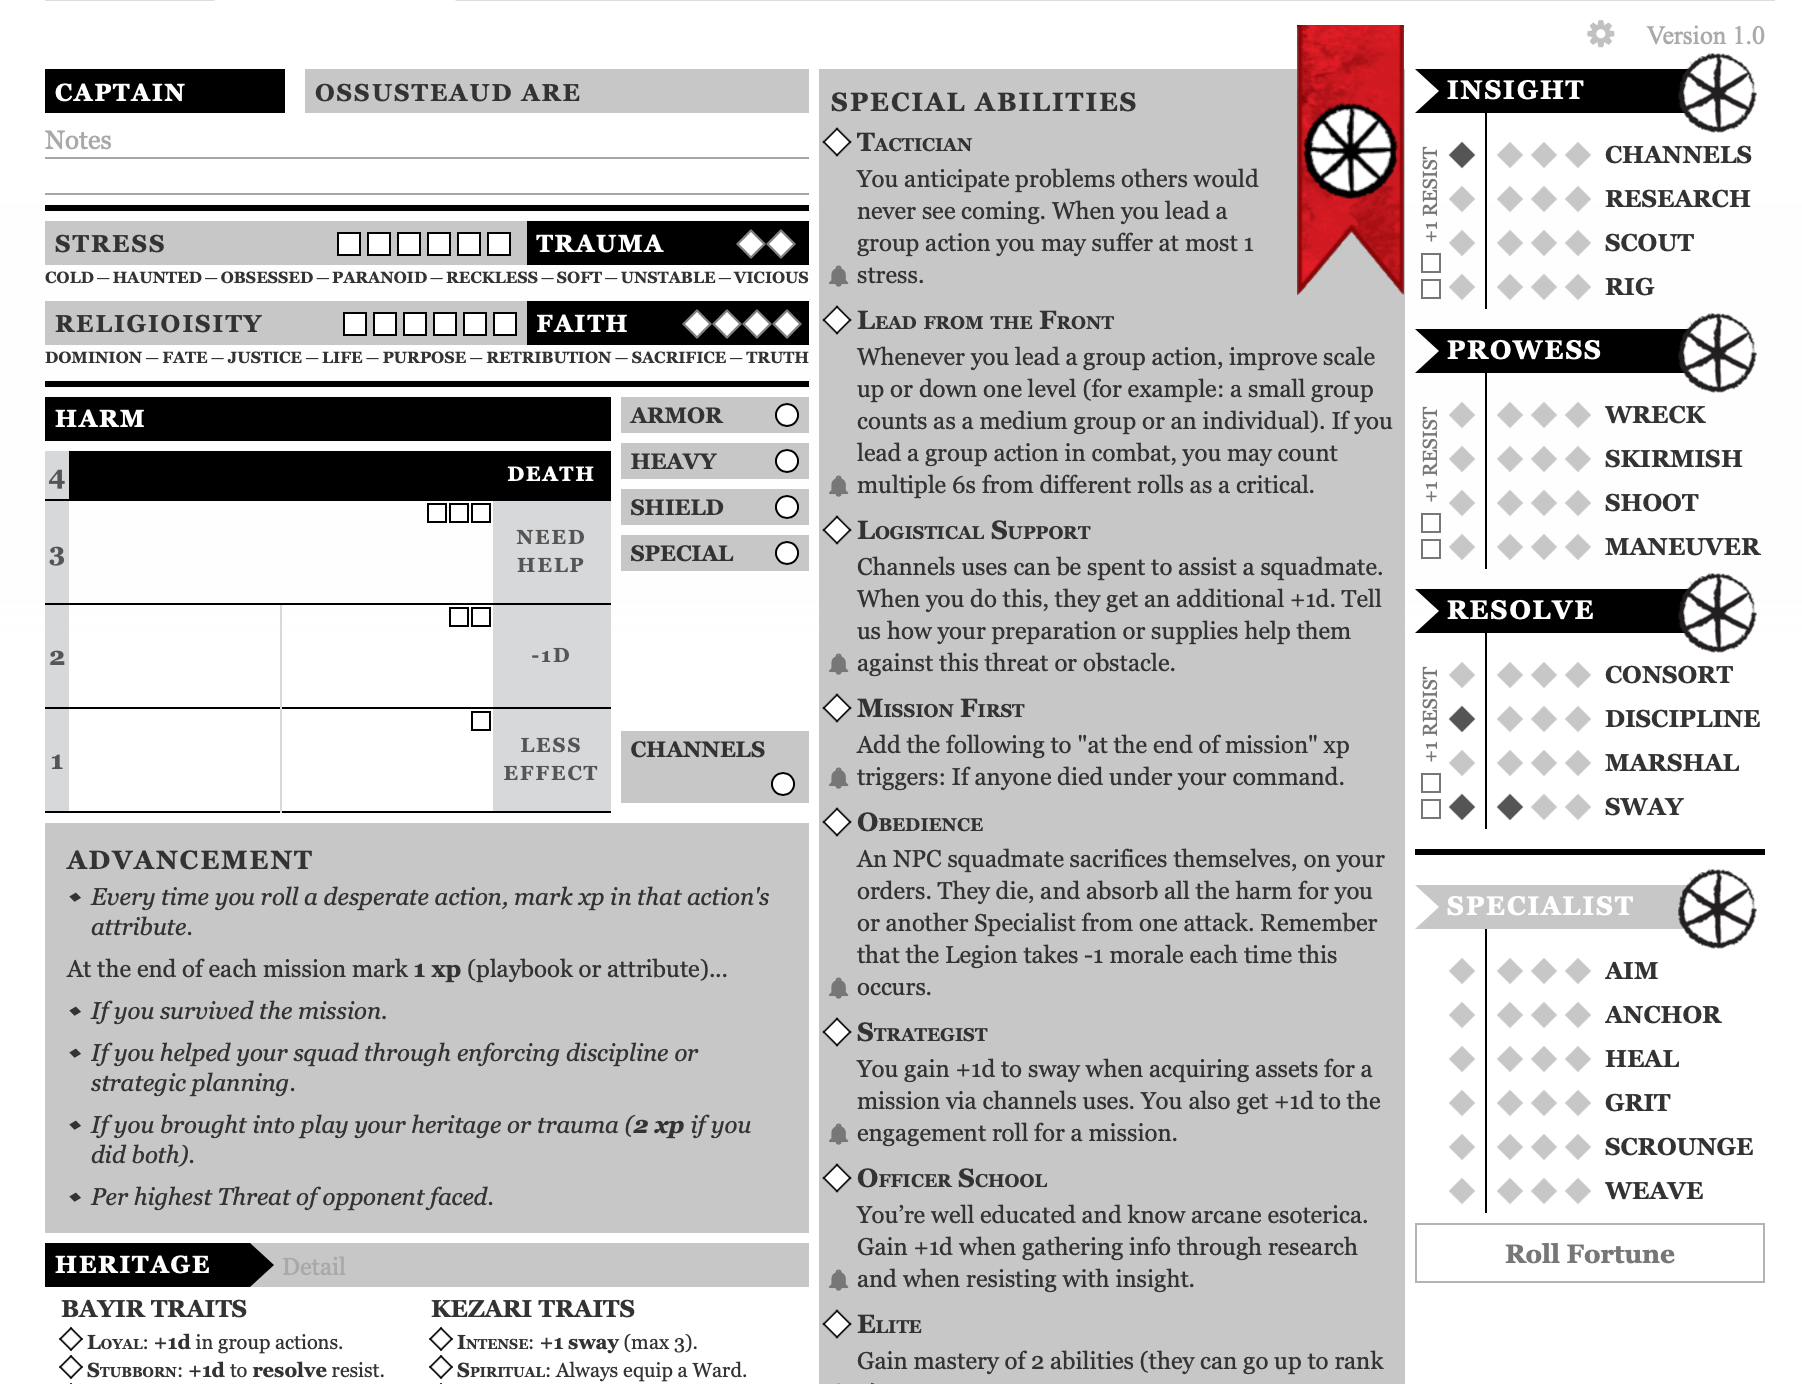 Version 1.0
CAPTAIN
OSSUSTEAUD ARE
Notes
STRESS
TRAUMA
COLD – HAUNTED – OBSESSED – PARANOID – RECKLESS – SOFT – UNSTABLE – VICIOUS
RELIGIOISITY
FAITH
DOMINION – FATE – JUSTICE – LIFE – PURPOSE – RETRIBUTION – SACRIFICE – TRUTH
HARM
4
DEATH
3
NEED
HELP
2
-1D
1
LESS
EFFECT
ARMOR
HEAVY
SHIELD
SPECIAL
CHANNELS
ADVANCEMENT
Every time you roll a desperate action, mark xp in that action's
attribute.
At the end of each mission mark 1 xp (playbook or attribute)...
If you survived the mission.
If you helped your squad through enforcing discipline or
strategic planning.
If you brought into play your heritage or trauma (2 xp if you
did both).
Per highest Threat of opponent faced.
HERITAGE
Detail
BAYIR TRAITS
LOYAL: +1d in group actions.
STUBBORN: +1d to resolve resist.
KEZARI TRAITS
INTENSE: +1 sway (max 3).
SPIRITUAL: Always equip a Ward.
SPECIAL ABILITIES
TACTICIAN
You anticipate problems others would
never see coming. When you lead a
group action you may suffer at most 1
stress.
LEAD FROM THE FRONT
Whenever you lead a group action, improve scale
up or down one level (for example: a small group
counts as a medium group or an individual). If you
lead a group action in combat, you may count
multiple 6s from different rolls as a critical.
LOGISTICAL SUPPORT
Channels uses can be spent to assist a squadmate.
When you do this, they get an additional +1d. Tell
us how your preparation or supplies help them
against this threat or obstacle.
MISSION FIRST
Add the following to "at the end of mission" xp
triggers: If anyone died under your command.
OBEDIENCE
An NPC squadmate sacrifices themselves, on your
orders. They die, and absorb all the harm for you
or another Specialist from one attack. Remember
that the Legion takes -1 morale each time this
occurs.
STRATEGIST
You gain +1d to sway when acquiring assets for a
mission via channels uses. You also get +1d to the
engagement roll for a mission.
OFFICER SCHOOL
You’re well educated and know arcane esoterica.
Gain +1d when gathering info through research
and when resisting with insight.
ELITE
Gain mastery of 2 abilities (they can go up to rank
INSIGHT
+1 RESIST
CHANNELS
RESEARCH
SCOUT
RIG
PROWESS
+1 RESIST
WRECK
SKIRMISH
SHOOT
MANEUVER
RESOLVE
+1 RESIST
CONSORT
DISCIPLINE
MARSHAL
SWAY
SPECIALIST
AIM
ANCHOR
HEAL
GRIT
SCROUNGE
WEAVE
Roll Fortune